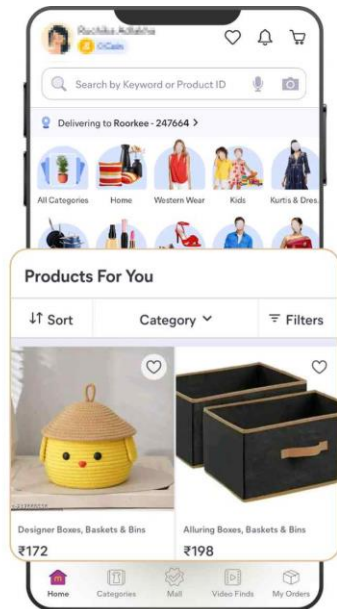 Search by Keyword or Product ID
Delivering to Roorkee - 247664 >
All Categories
Home
Western Wear
Kids
Kurtis & Dres.
Products For You
Sort
Category
Filters
Designer Boxes, Baskets & Bins
Alluring Boxes, Baskets & Bins
₹172
₹198
Home
Categories
Mall
Video Finds
My Orders